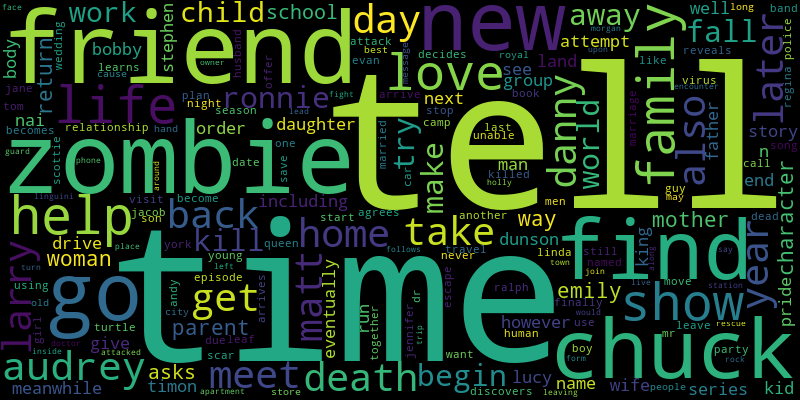 face
wedding
work child school day new away well long band
friend fall
body bobby stephen attack best evan decides royal attempt
learns cause husband owner offer message love land like reveals police
life return plan arrive see group regina
jane tom ronnie night season book next danny family virus later
nai relationship hand daughter fight lead stop camp world also father story morgan upon encounter
becomes order try last unable man song marriage
guard scottie date one save married car make killed n call
zombie tell
phone around visit become holly men guy may end dead
linguini jacob son including another mother pridecharacter
help back start agrees take way king
drive place york kill queen home travel dunson linda still along say
woman turn young follows never town named find year
larry go time join move station
using episode matt eventually run together escape emily finally live show
old city left arrives ralph however use mr rescue
girl turtle andy get dr trip jennifer human would leave
doctor give parent due leaf want boy form party rock
inside attacked scar chuck
audrey asks meet death begin lucy name wife people series kid
meanwhile timon apartment store discovers leaving